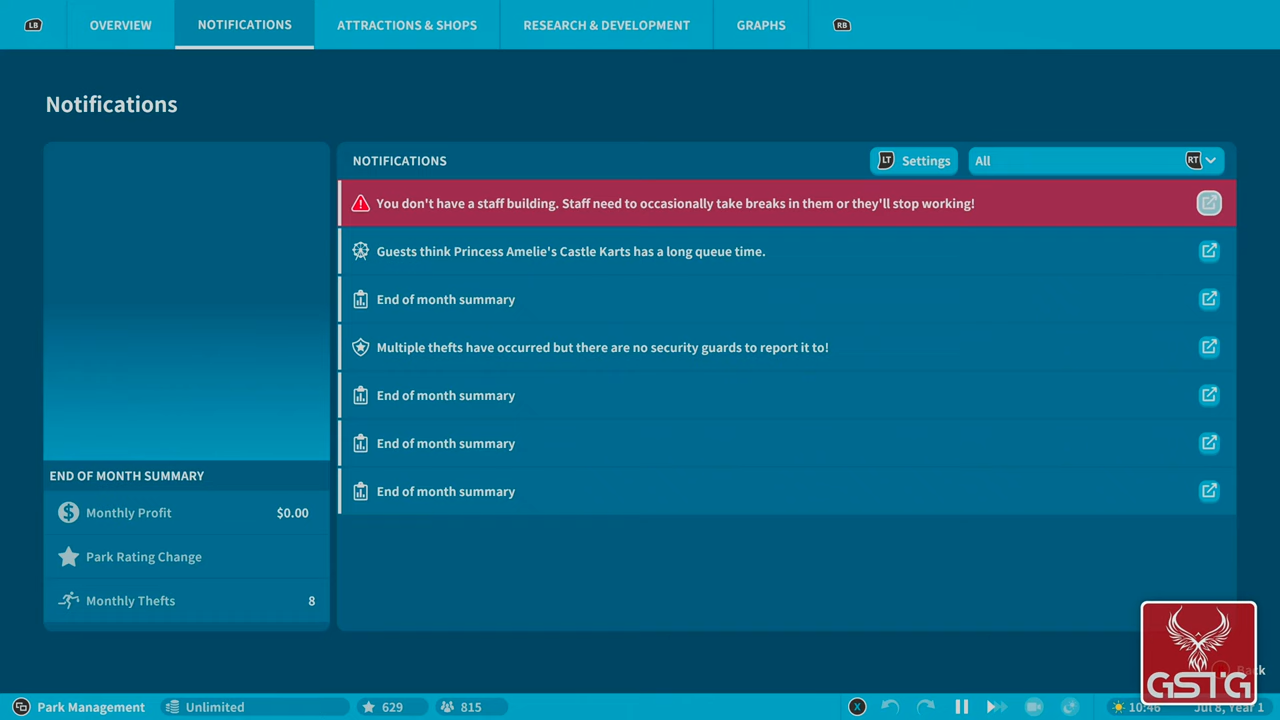 LB
OVERVIEW
NOTIFICATIONS
ATTRACTIONS & SHOPS
RESEARCH & DEVELOPMENT
GRAPHS
RB
Notifications
NOTIFICATIONS
LT Settings
All RT
You don't have a staff building. Staff need to occasionally take breaks in them or they'll stop working!
Guests think Princess Amelie's Castle Karts has a long queue time.
End of month summary
Multiple thefts have occurred but there are no security guards to report it to!
End of month summary
End of month summary
End of month summary
END OF MONTH SUMMARY
Monthly Profit $0.00
Park Rating Change
Monthly Thefts 8
GSTG
Back
Park Management
Unlimited
629
815
X
10:46
Jul 8, Year 1